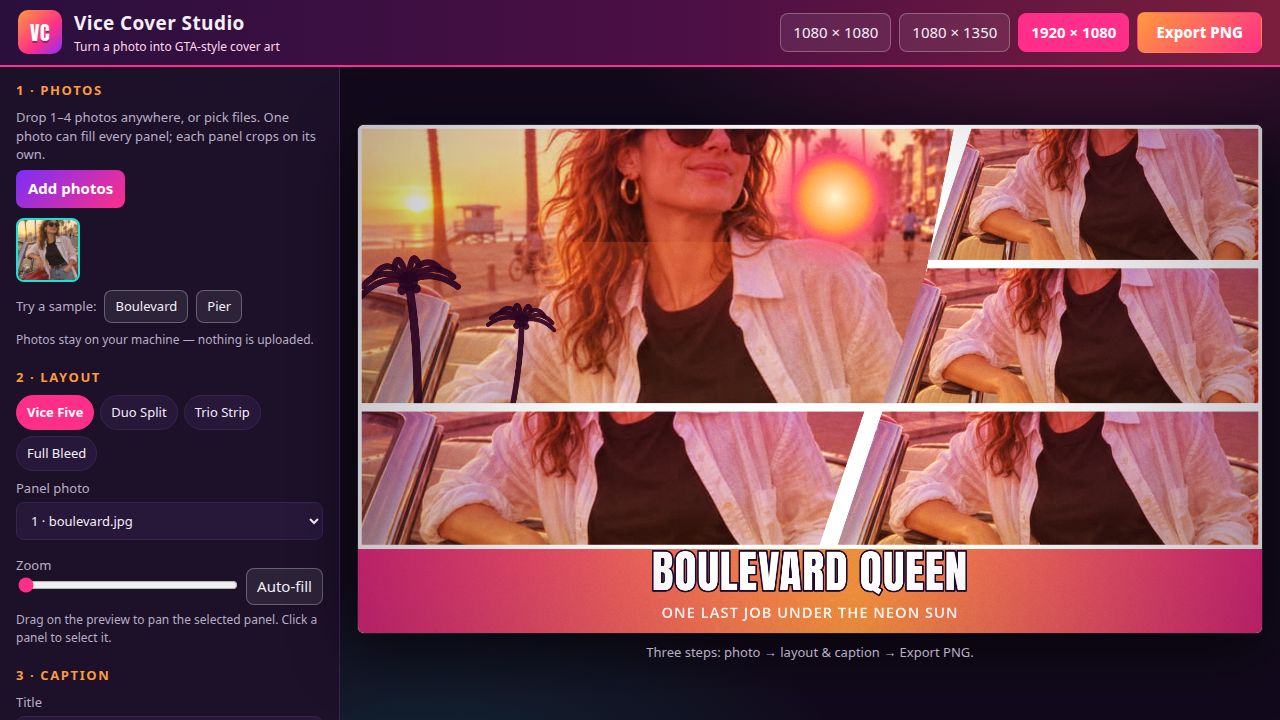 VC
Vice Cover Studio
Turn a photo into GTA-style cover art
1080 × 1080
1080 × 1350
1920 × 1080
Export PNG
1 · PHOTOS
Drop 1–4 photos anywhere, or pick files. One
photo can fill every panel; each panel crops on its
own.
Add photos
Try a sample:
Boulevard
Pier
Photos stay on your machine — nothing is uploaded.
2 · LAYOUT
Vice Five
Duo Split
Trio Strip
Full Bleed
Panel photo
1 · boulevard.jpg
Zoom
Auto-fill
Drag on the preview to pan the selected panel. Click a
panel to select it.
3 · CAPTION
Title
BOULEVARD QUEEN
ONE LAST JOB UNDER THE NEON SUN
Three steps: photo → layout & caption → Export PNG.